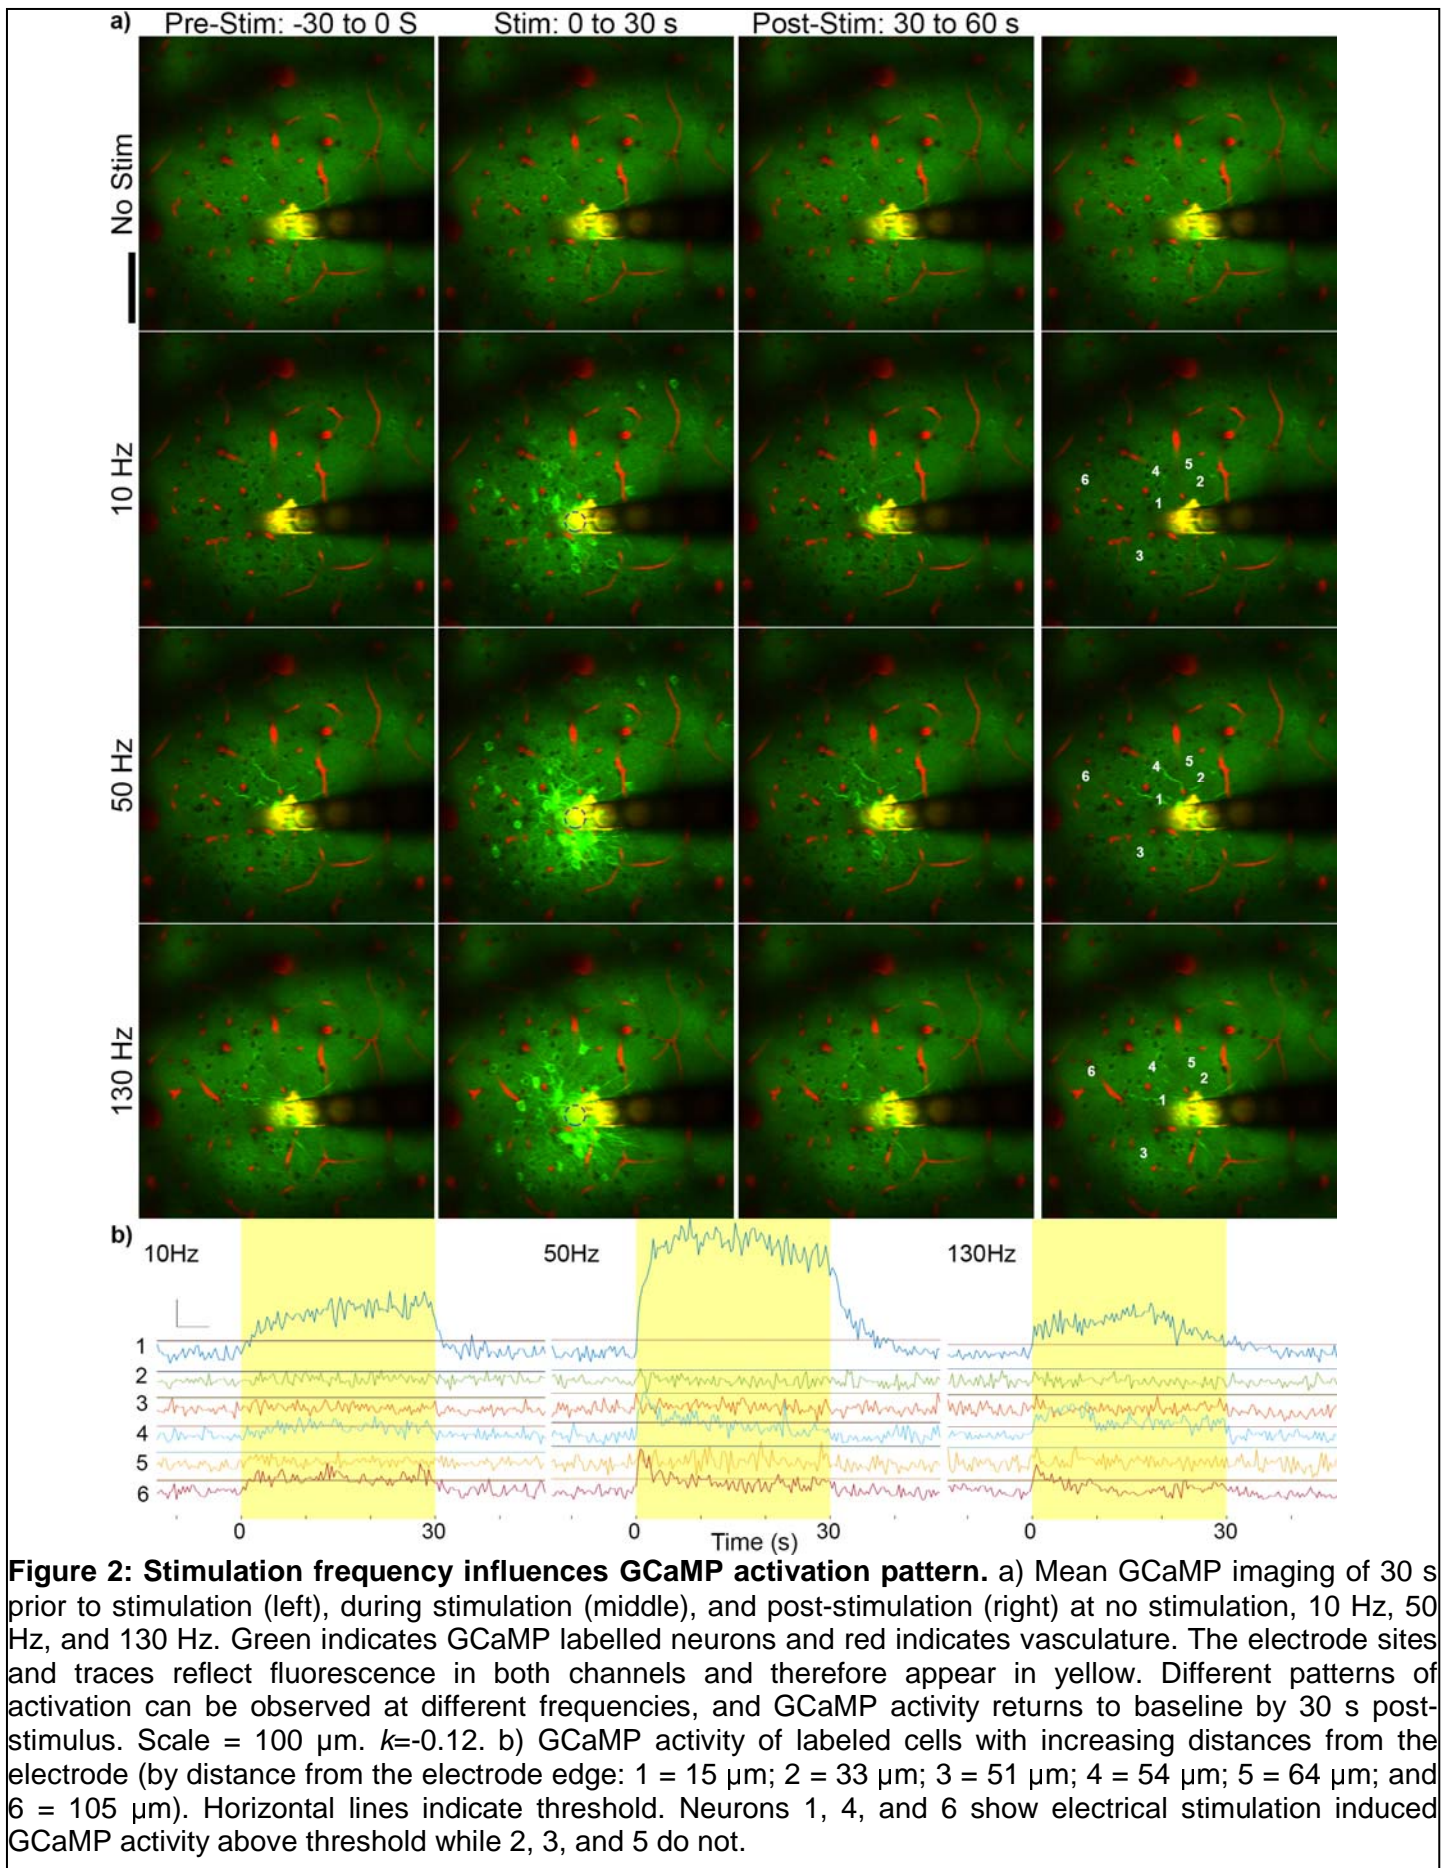 a) Pre-Stim: -30 to 0 S Stim: 0 to 30 s Post-Stim: 30 to 60 s
No Stim
10 Hz
6 4 5 2 1 3
50 Hz
6 4 5 2 1 3
130 Hz
6 4 5 2 1 3
b)
10Hz 50Hz 130Hz
1
2
3
4
5
6
0 30 0 30 0 30
Time (s)
Figure 2: Stimulation frequency influences GCaMP activation pattern. a) Mean GCaMP imaging of 30 s
prior to stimulation (left), during stimulation (middle), and post-stimulation (right) at no stimulation, 10 Hz, 50
Hz, and 130 Hz. Green indicates GCaMP labelled neurons and red indicates vasculature. The electrode sites
and traces reflect fluorescence in both channels and therefore appear in yellow. Different patterns of
activation can be observed at different frequencies, and GCaMP activity returns to baseline by 30 s post-
stimulus. Scale = 100 µm. k=-0.12. b) GCaMP activity of labeled cells with increasing distances from the
electrode (by distance from the electrode edge: 1 = 15 µm; 2 = 33 µm; 3 = 51 µm; 4 = 54 µm; 5 = 64 µm; and
6 = 105 µm). Horizontal lines indicate threshold. Neurons 1, 4, and 6 show electrical stimulation induced
GCaMP activity above threshold while 2, 3, and 5 do not.